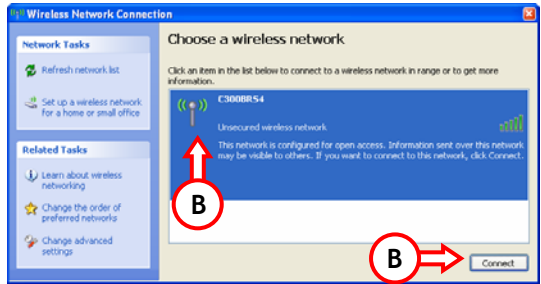 Wireless Network Connection
Network Tasks
Refresh network list
Set up a wireless network
for a home or small office
Related Tasks
Learn about wireless
networking
Change the order of
preferred networks
Change advanced
settings
Choose a wireless network
Click an item in the list below to connect to a wireless network in range or to get more
information.
C300BRS4
Unsecured wireless network
This network is configured for open access. Information sent over this network
may be visible to others. If you want to connect to this network, click Connect.
B
B
Connect